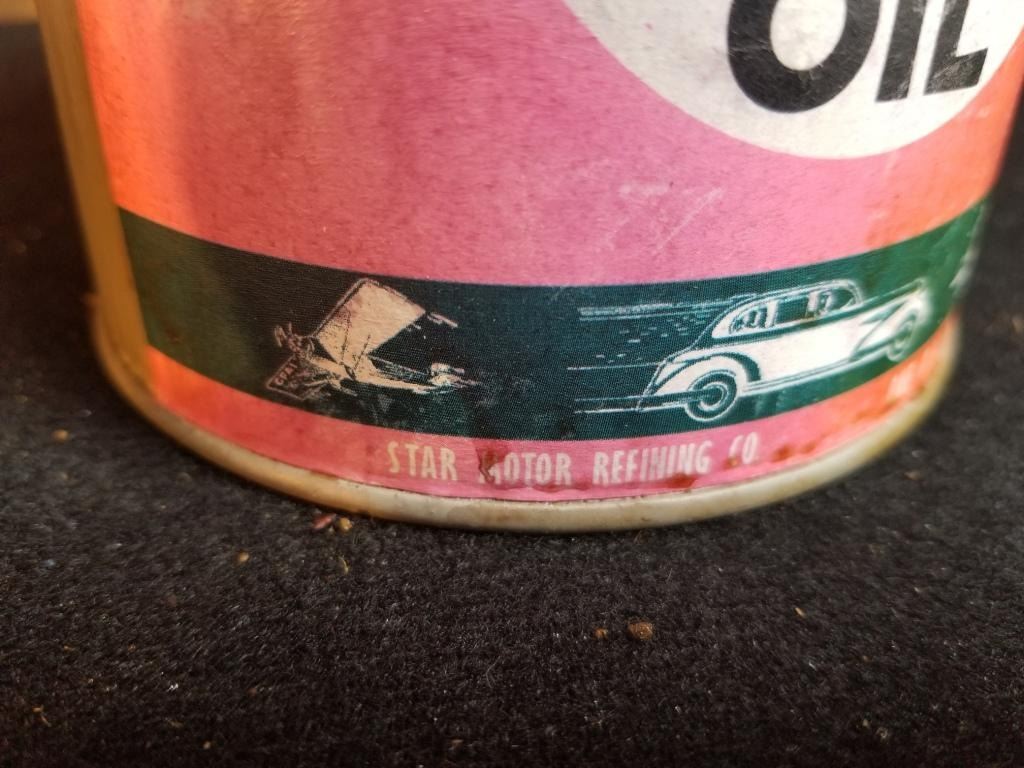 OIL
STAR MOTOR REFINING CO.